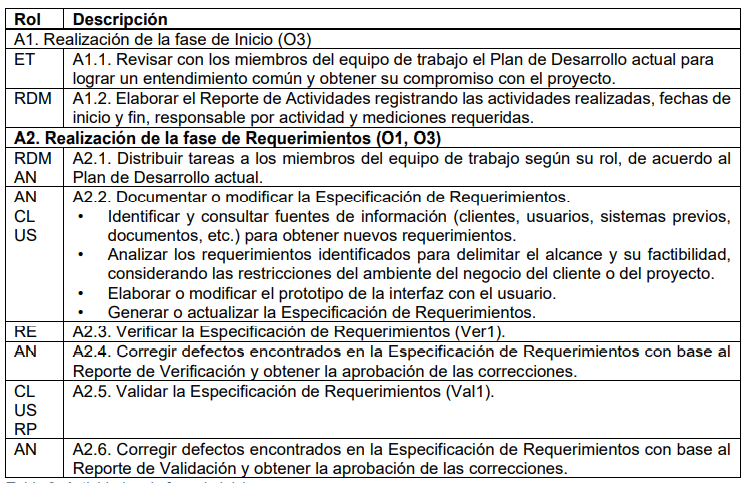 Rol Descripción
A1. Realización de la fase de Inicio (O3)
ET A1.1. Revisar con los miembros del equipo de trabajo el Plan de Desarrollo actual para
lograr un entendimiento común y obtener su compromiso con el proyecto.
RDM A1.2. Elaborar el Reporte de Actividades registrando las actividades realizadas, fechas de
inicio y fin, responsable por actividad y mediciones requeridas.
A2. Realización de la fase de Requerimientos (O1, O3)
RDM A2.1. Distribuir tareas a los miembros del equipo de trabajo según su rol, de acuerdo al
AN Plan de Desarrollo actual.
AN A2.2. Documentar o modificar la Especificación de Requerimientos.
CL • Identificar y consultar fuentes de información (clientes, usuarios, sistemas previos,
US documentos, etc.) para obtener nuevos requerimientos.
• Analizar los requerimientos identificados para delimitar el alcance y su factibilidad,
considerando las restricciones del ambiente del negocio del cliente o del proyecto.
• Elaborar o modificar el prototipo de la interfaz con el usuario.
• Generar o actualizar la Especificación de Requerimientos.
RE A2.3. Verificar la Especificación de Requerimientos (Ver1).
AN A2.4. Corregir defectos encontrados en la Especificación de Requerimientos con base al
Reporte de Verificación y obtener la aprobación de las correcciones.
CL A2.5. Validar la Especificación de Requerimientos (Val1).
US
RP
AN A2.6. Corregir defectos encontrados en la Especificación de Requerimientos con base al
Reporte de Validación y obtener la aprobación de las correcciones.